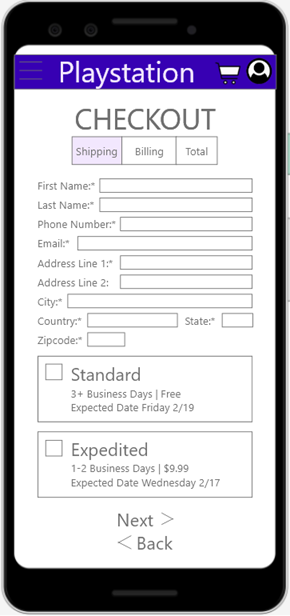 Playstation
CHECKOUT
Shipping Billing Total
First Name:*
Last Name:*
Phone Number:*
Email:*
Address Line 1:*
Address Line 2:
City:*
Country:* State:*
Zipcode:*
Standard
3+ Business Days | Free
Expected Date Friday 2/19
Expedited
1-2 Business Days | $9.99
Expected Date Wednesday 2/17
Next >
< Back